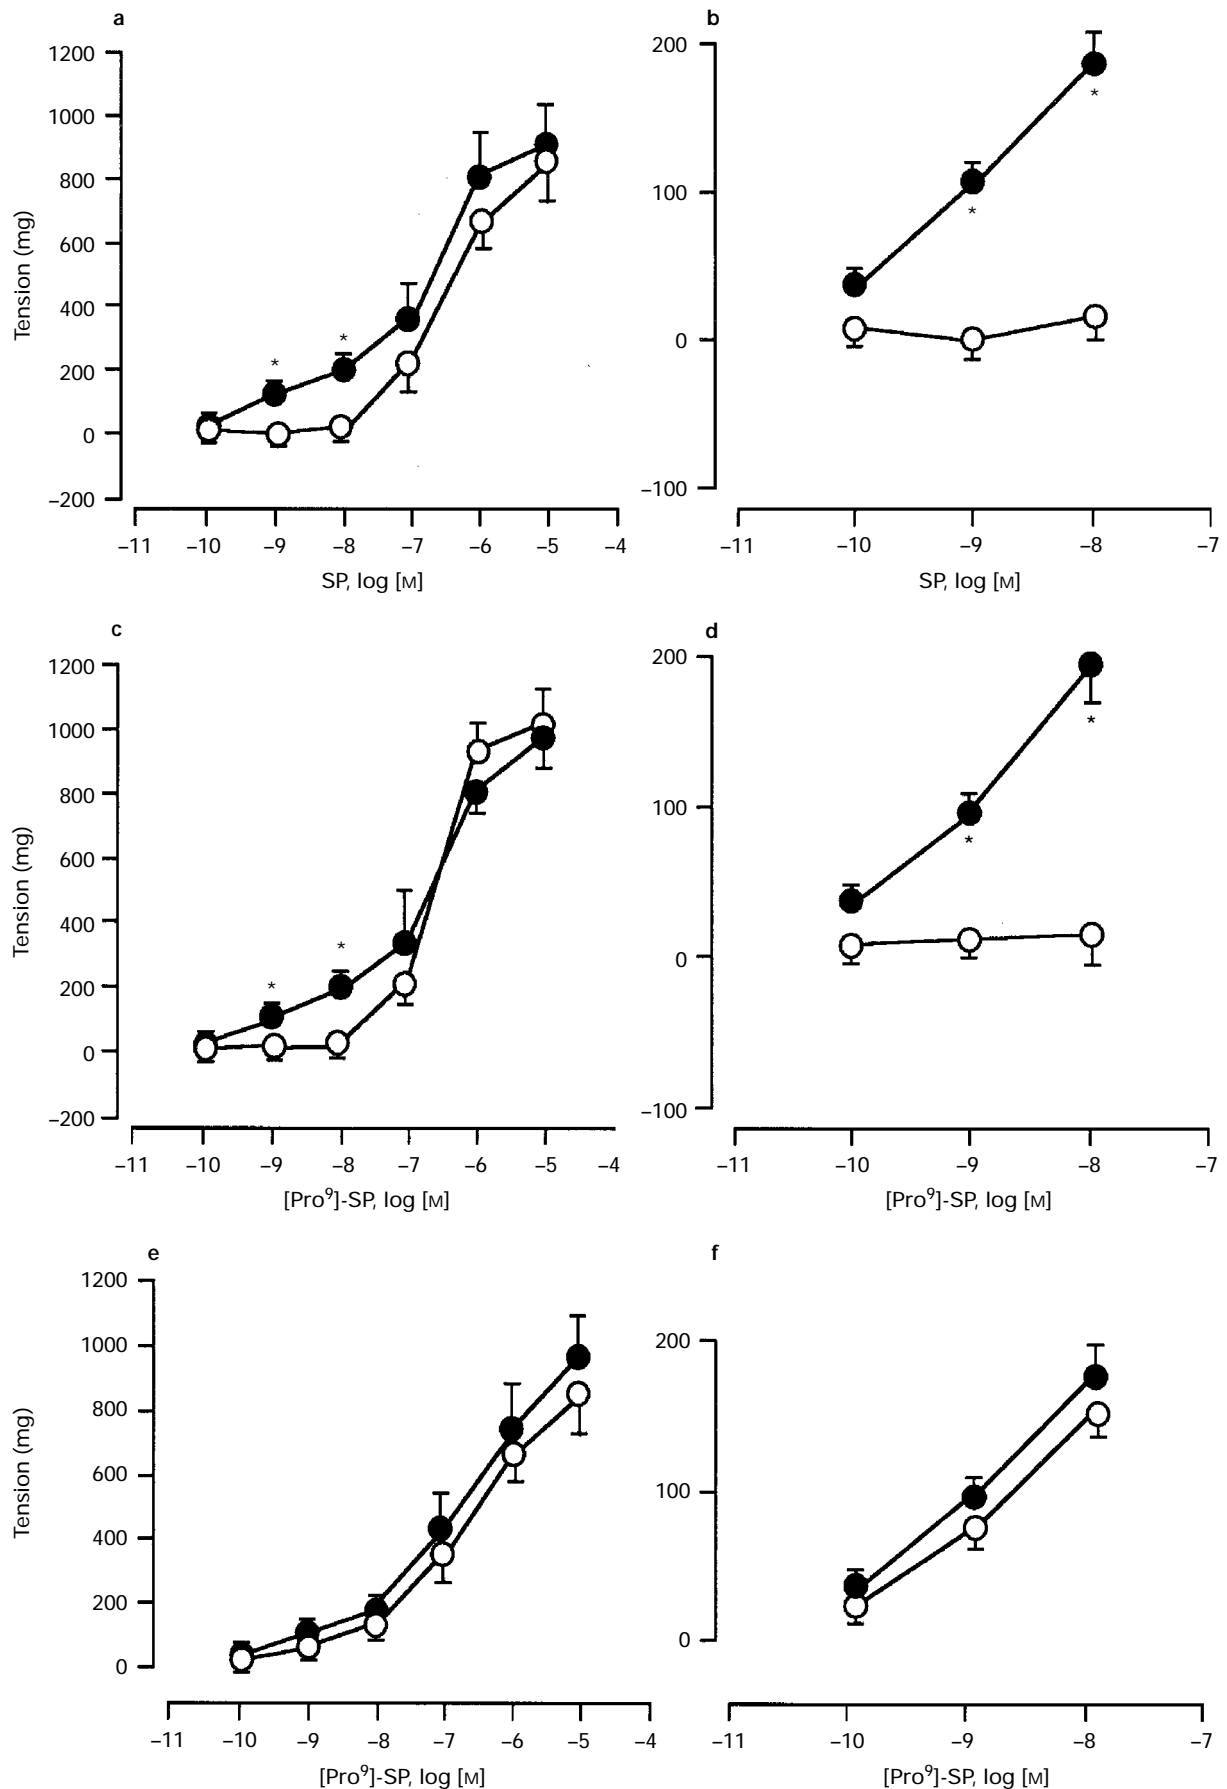 a
1200
1000
800
600
400
200
0
–200
Tension (mg)
*
*
–11 –10 –9 –8 –7 –6 –5 –4
SP, log [M]
b
200
100
0
–100
*
*
–11 –10 –9 –8 –7
SP, log [M]
c
1200
1000
800
600
400
200
0
–200
Tension (mg)
*
*
–11 –10 –9 –8 –7 –6 –5 –4
[Pro⁹]-SP, log [M]
d
200
100
0
–100
*
*
–11 –10 –9 –8 –7
[Pro⁹]-SP, log [M]
e
1200
1000
800
600
400
200
0
Tension (mg)
–11 –10 –9 –8 –7 –6 –5 –4
[Pro⁹]-SP, log [M]
f
200
100
0
–11 –10 –9 –8 –7
[Pro⁹]-SP, log [M]